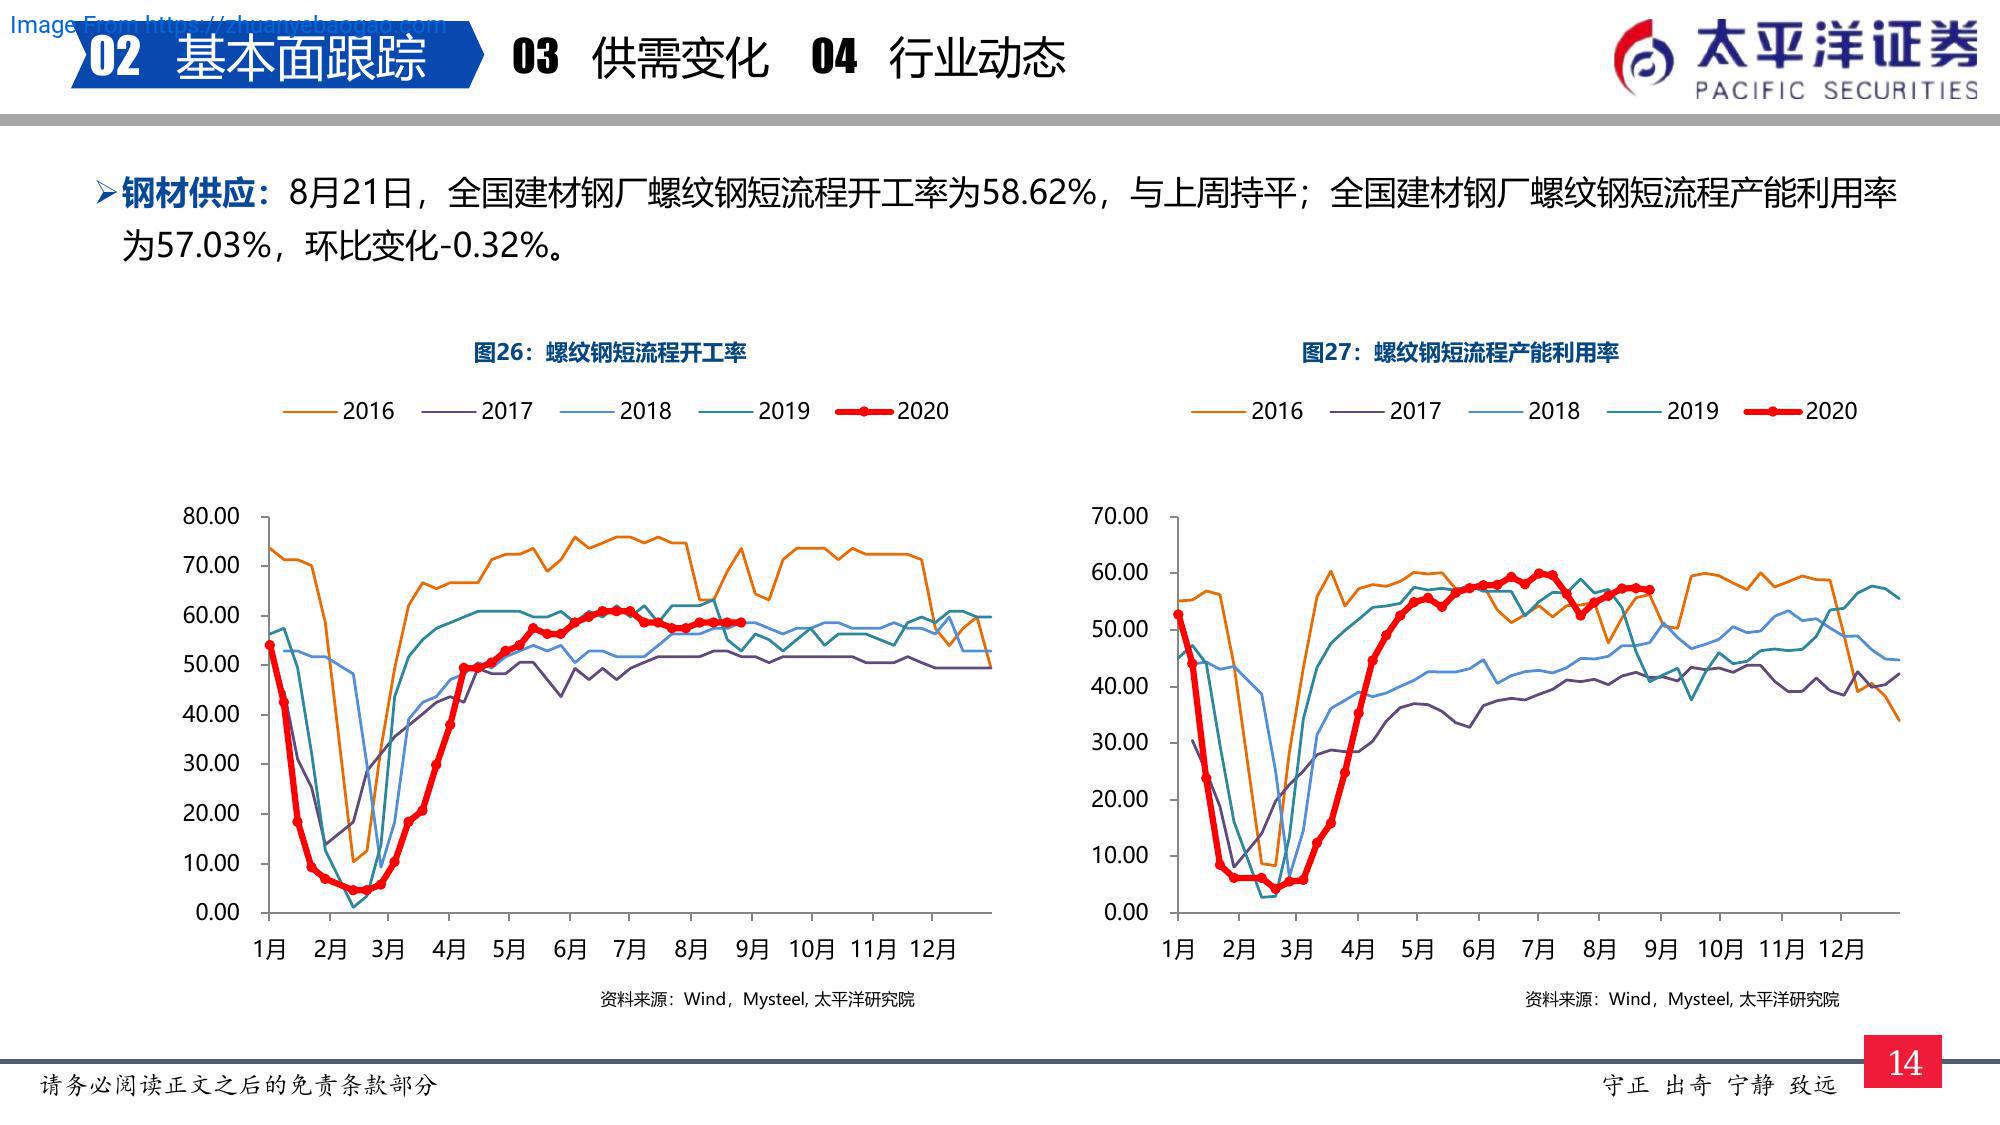 Image From https://zhuanyebaogao.com
02 基本面跟踪 03 供需变化 04 行业动态
太平洋证券
PACIFIC SECURITIES
➢钢材供应：8月21日，全国建材钢厂螺纹钢短流程开工率为58.62%，与上周持平；全国建材钢厂螺纹钢短流程产能利用率
为57.03%，环比变化-0.32%。
图26：螺纹钢短流程开工率
2016 2017 2018 2019 2020
80.00
70.00
60.00
50.00
40.00
30.00
20.00
10.00
0.00
1月 2月 3月 4月 5月 6月 7月 8月 9月 10月 11月 12月
资料来源：Wind，Mysteel, 太平洋研究院
图27：螺纹钢短流程产能利用率
2016 2017 2018 2019 2020
70.00
60.00
50.00
40.00
30.00
20.00
10.00
0.00
1月 2月 3月 4月 5月 6月 7月 8月 9月 10月 11月 12月
资料来源：Wind，Mysteel, 太平洋研究院
请务必阅读正文之后的免责条款部分
守正 出奇 宁静 致远
14